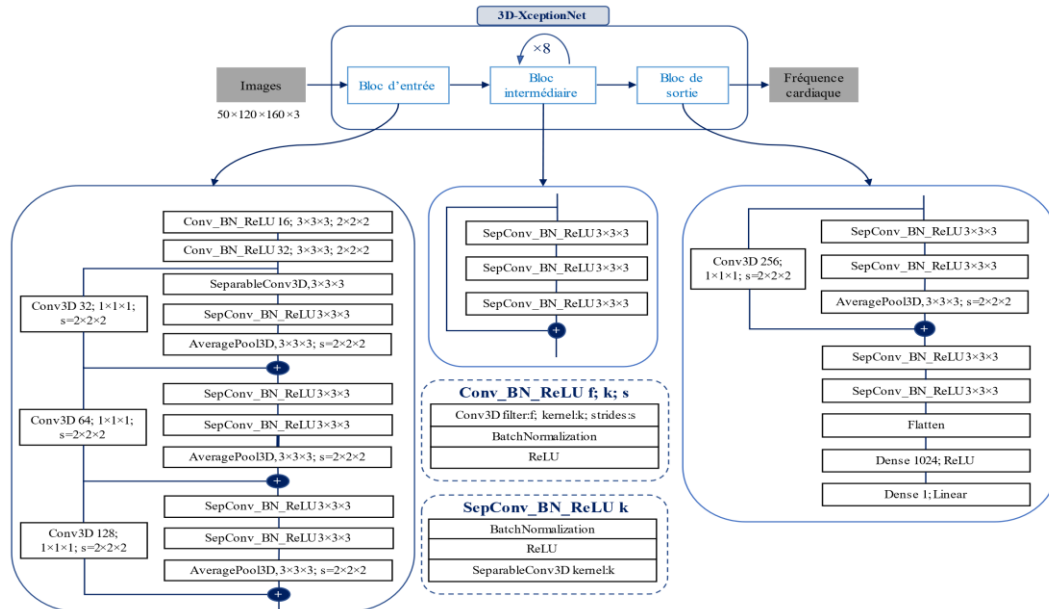 3D-XceptionNet
×8
Images
Bloc d'entrée
Bloc
intermédiaire
Bloc de
sortie
Fréquence
cardiaque
50×120×160×3
Conv_BN_ReLU 16; 3×3×3; 2×2×2
Conv_BN_ReLU 32; 3×3×3; 2×2×2
SeparableConv3D, 3×3×3
Conv3D 32; 1×1×1;
s=2×2×2
SepConv_BN_ReLU 3×3×3
AveragePool3D, 3×3×3; s=2×2×2
+
SepConv_BN_ReLU 3×3×3
Conv3D 64; 1×1×1;
s=2×2×2
SepConv_BN_ReLU 3×3×3
AveragePool3D, 3×3×3; s=2×2×2
+
SepConv_BN_ReLU 3×3×3
Conv3D 128;
1×1×1; s=2×2×2
SepConv_BN_ReLU 3×3×3
AveragePool3D, 3×3×3; s=2×2×2
+
SepConv_BN_ReLU 3×3×3
SepConv_BN_ReLU 3×3×3
SepConv_BN_ReLU 3×3×3
+
Conv_BN_ReLU f; k; s
Conv3D filter:f; kernel:k; strides:s
BatchNormalization
ReLU
SepConv_BN_ReLU k
BatchNormalization
ReLU
SeparableConv3D kernel:k
SepConv_BN_ReLU 3×3×3
Conv3D 256;
1×1×1; s=2×2×2
SepConv_BN_ReLU 3×3×3
AveragePool3D, 3×3×3; s=2×2×2
+
SepConv_BN_ReLU 3×3×3
SepConv_BN_ReLU 3×3×3
Flatten
Dense 1024; ReLU
Dense 1; Linear